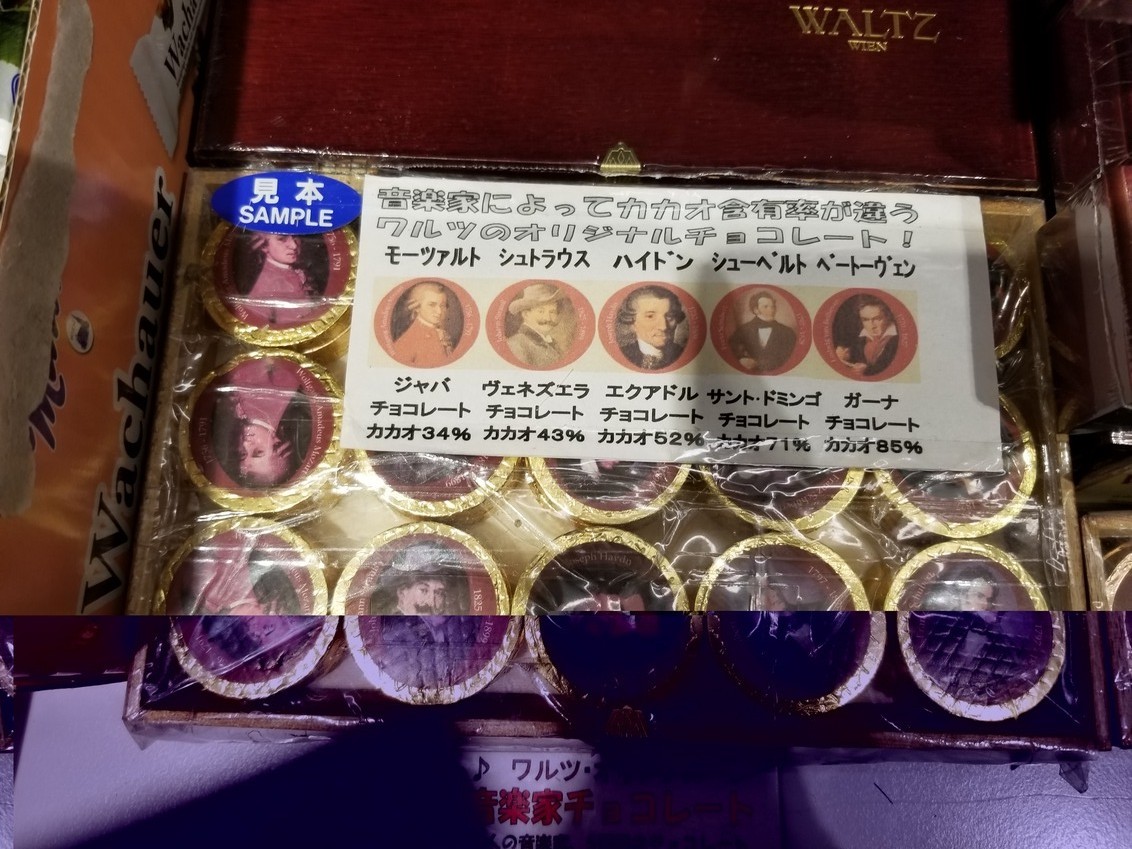 WALTZ
WIEN
Wachauer
見本
SAMPLE
音楽家によってカカオ含有率が違う
ワルツのオリジナルチョコレート！
モーツァルト シュトラウス ハイドン シューベルト ベートーヴェン
ジャバ ヴェネズエラ エクアドル サント・ドミンゴ ガーナ
チョコレート チョコレート チョコレート チョコレート チョコレート
カカオ34% カカオ43% カカオ52% カカオ71% カカオ85%
1791
Amadeus Mozart
1825
♪ ワルツ・
音楽家チョコレート
の音楽家